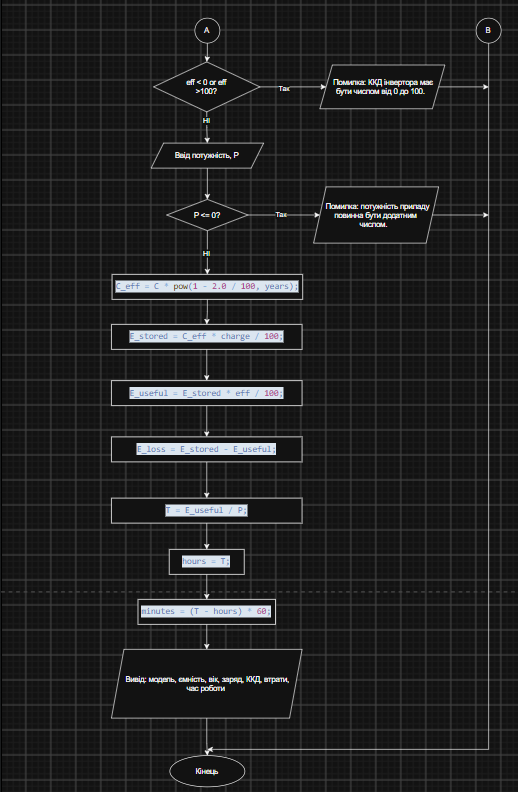 A
B
eff < 0 or eff
>100?
Так
Помилка: ККД інвертора має
бути числом від 0 до 100.
Ні
Ввід потужність, P
P <= 0?
Так
Помилка: потужність приладу
повинна бути додатним
числом.
Ні
C_eff = C * pow(1 - 2.0 / 100, years);
E_stored = C_eff * charge / 100;
E_useful = E_stored * eff / 100;
E_loss = E_stored - E_useful;
T = E_useful / P;
hours = T;
minutes = (T - hours) * 60;
Вивід: модель, ємність, вік, заряд, ККД, втрати,
час роботи
Кінець